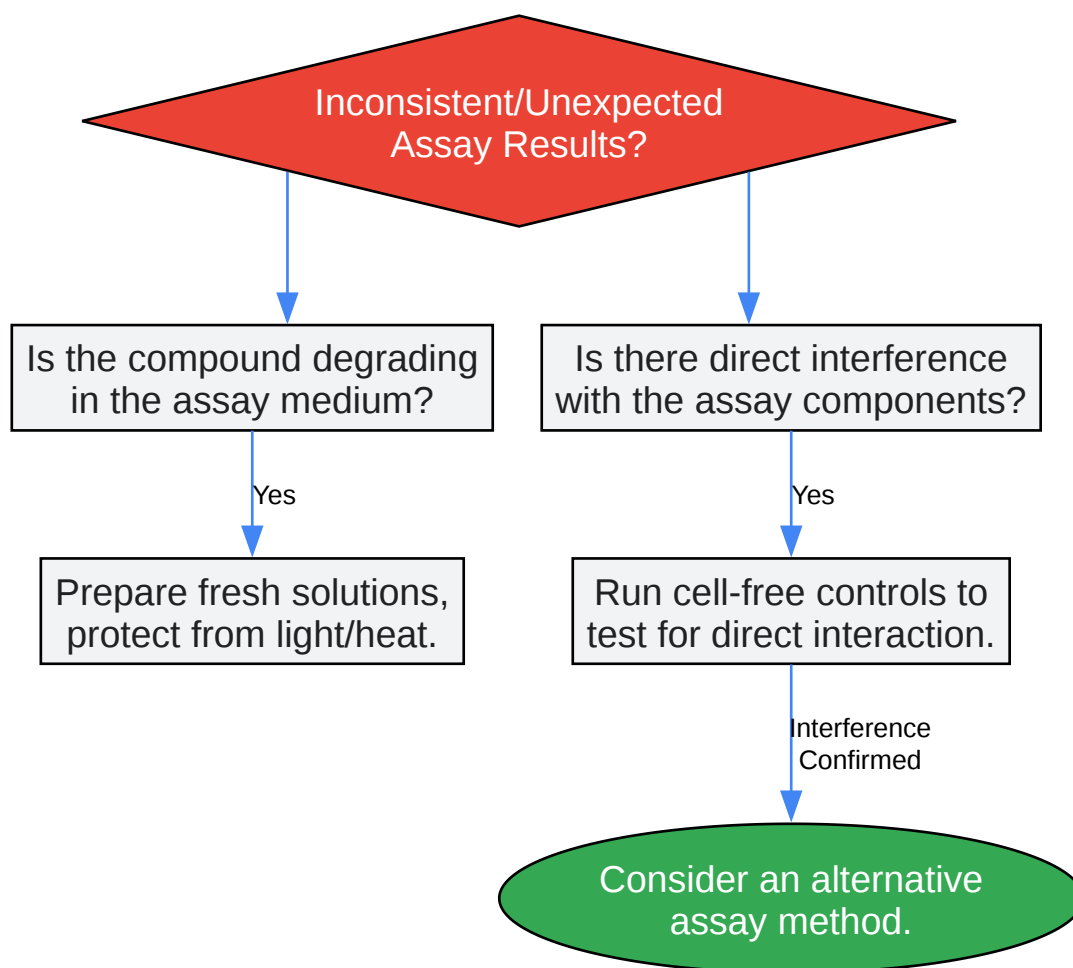 Inconsistent/Unexpected
Assay Results?
Is the compound degrading
in the assay medium?
Is there direct interference
with the assay components?
Yes
Yes
Prepare fresh solutions,
protect from light/heat.
Run cell-free controls to
test for direct interaction.
Interference
Confirmed
Consider an alternative
assay method.